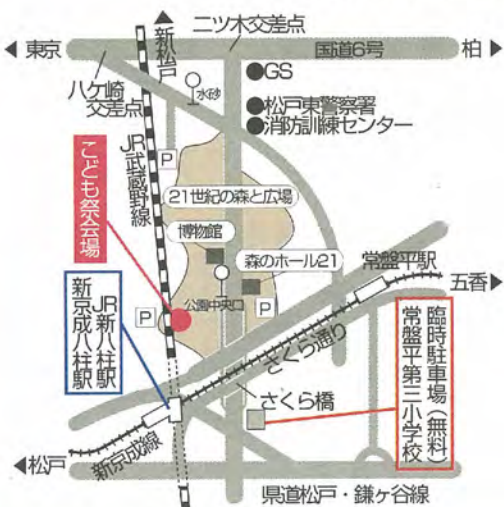 二ツ木交差点
新松戸
東京
国道6号
柏
八ケ崎
交差点
水砂
GS
松戸東警察署
消防訓練センター
P
JR武蔵野線
こども祭会場
21世紀の森と広場
博物館
森のホール21
常盤平駅
五香
公園中央口
P
P
JR新八柱駅
新京成八柱駅
さくら通り
さくら橋
臨時駐車場(無料)
常盤平第三小学校
新京成線
松戸
県道松戸・鎌ヶ谷線